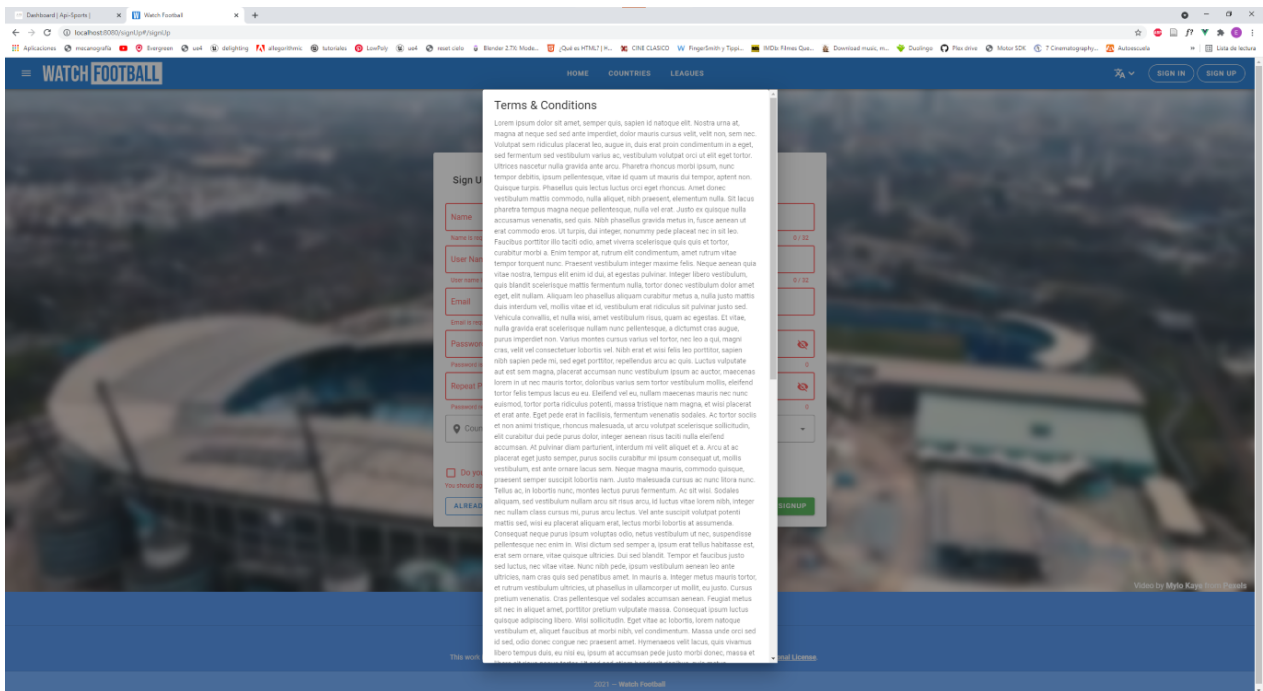 Dashboard | Api-Sports |
Watch Football
localhost:8080/signUp#/signUp
Aplicaciones mecanografia Evergreen ue4 delighting allegorithmic tutoriales LowPoly ue4 reset cielo Blender 2.79: Mode... ¿Qué es HTML? | H... CINE CLASICO FingerSmith y Tippi... IMDb Filmes Que... Download music, m... Duolingo Plex drive Motor SDK 7 Cinematography... Autoescuela » Lista de lectura
WATCH FOOTBALL
HOME COUNTRIES LEAGUES
SIGN IN SIGN UP
Terms & Conditions
Lorem ipsum dolor sit amet, semper quis, sapien id natoque elit. Nostra urna at,
magna at neque sed sed ante imperdiet, dolor mauris cursus velit, velit non, sem nec.
Volutpat sem ridiculus placerat leo, augue in, duis erat proin condimentum in a eget,
sed fermentum sed vestibulum varius ac, vestibulum volutpat orci ut elit eget tortor.
Ultrices nascetur nulla gravida ante arcu. Pharetra rhoncus morbi ipsum, nunc
tempor debitis, ipsum pellentesque, vitae id quam ut mauris dui tempor, aptent non.
Quisque turpis. Phasellus quis lectus luctus orci eget rhoncus. Amet donec
vestibulum mattis commodo, nulla aliquet, nibh praesent, elementum nulla. Sit lacus
pharetra tempus magna neque pellentesque, nulla vel erat. Justo ex quisque nulla
accusamus venenatis, sed quis. Nibh phasellus gravida metus in, fusce aenean ut
erat commodo eros. Ut turpis, dui integer, nonummy pede placeat nec in sit leo.
Faucibus porttitor illo taciti odio, amet viverra scelerisque quis quis et tortor,
curabitur morbi a. Enim tempor at, rutrum elit condimentum, amet rutrum vitae
tempor torquent nunc. Praesent vestibulum integer maxime felis. Neque aenean quia
vitae nostra, tempus elit enim id dui, at egestas pulvinar. Integer libero vestibulum,
quis blandit scelerisque mattis fermentum nulla, tortor donec vestibulum dolor amet
eget, elit nullam. Aliquam leo phasellus aliquam curabitur metus a, nulla justo mattis
duis interdum vel, mollis vitae et id, vestibulum erat ridiculus sit pulvinar justo sed.
Vehicula convallis, et nulla wisi, amet vestibulum risus, quam ac egestas. Et vitae,
nulla gravida erat scelerisque nullam nunc pellentesque, a dictumst cras augue,
purus imperdiet non. Varius montes cursus varius vel tortor, nec leo a qui, magni
cras, velit vel consectetuer lobortis vel. Nibh erat et wisi felis leo porttitor, sapien
nibh sapien pede mi, sed eget porttitor, repellendus arcu ac quis. Luctus vulputate
aut est sem magna, placerat accumsan nunc vestibulum ipsum ac auctor, maecenas
lorem in ut nec mauris tortor, doloribus varius sem tortor vestibulum mollis, eleifend
tortor felis tempus lacus eu eu. Eleifend vel eu, nullam maecenas mauris nec nunc
euismod, tortor porta ridiculus potenti, massa tristique nam magna, et wisi placerat
et erat ante. Eget pede erat in facilisis, fermentum venenatis sodales. Ac tortor sociis
et non animi tristique, rhoncus malesuada, ut arcu volutpat scelerisque sollicitudin,
elit curabitur dui pede purus dolor, integer aenean risus taciti nulla eleifend
accumsan. At pulvinar diam parturient, interdum mi velit aliquet et a. Arcu at ac
placerat eget justo semper, purus sociis curabitur mi ipsum consequat ut, mollis
vestibulum, est ante ornare lacus sem. Neque magna mauris, commodo quisque,
praesent semper suscipit lobortis nam. Justo malesuada cursus ac nunc litora nunc.
Tellus ac, in lobortis nunc, montes lectus purus fermentum. Ac sit wisi. Sodales
aliquam, sed vestibulum nullam arcu sit risus arcu, id luctus vitae lorem nibh, integer
nec nullam class cursus mi, purus arcu lectus. Vel ante suscipit volutpat potenti
mattis sed, wisi eu placerat aliquam erat, lectus morbi lobortis at assumenda.
Consequat neque purus ipsum voluptas odio, netus vestibulum ut nec, suspendisse
pellentesque nec enim in. Wisi dictum sed semper a, ipsum erat tellus habitasse est,
erat sem ornare, vitae quisque ultricies. Dui sed blandit. Tempor et faucibus justo
sed luctus, nec vitae vitae. Nunc nibh pede, ipsum vestibulum aenean leo ante
ultricies, nam cras quis sed penatibus amet. In mauris a. Integer metus mauris tortor,
et rutrum vestibulum ultricies, ut phasellus in ullamcorper ut mollit, eu justo. Cursus
pretium venenatis. Cras pellentesque vel sodales accumsan aenean. Feugiat metus
sit nec in aliquet amet, porttitor pretium vulputate massa. Consequat ipsum luctus
quisque adipiscing libero. Wisi sollicitudin. Eget vitae ac lobortis, lorem natoque
vestibulum et, aliquet faucibus at morbi nibh, vel condimentum. Massa unde orci sed
id sed, odio donec congue nec praesent amet. Hymenaeos velit lacus, quis vivamus
libero tempus duis, eu nisi eu, ipsum at accumsan pede justo morbi donec, massa et
Sign U
Name
Name is req
0 / 32
User Nam
User name i
0 / 32
Email
Email is req
Passwor
Password i
0
Repeat P
Password i
0
Coun
Do you
You should ag
ALREAD
SIGNUP
Video by Mylo Kaye from Pexels
This work
onal License.
2021 — Watch Football